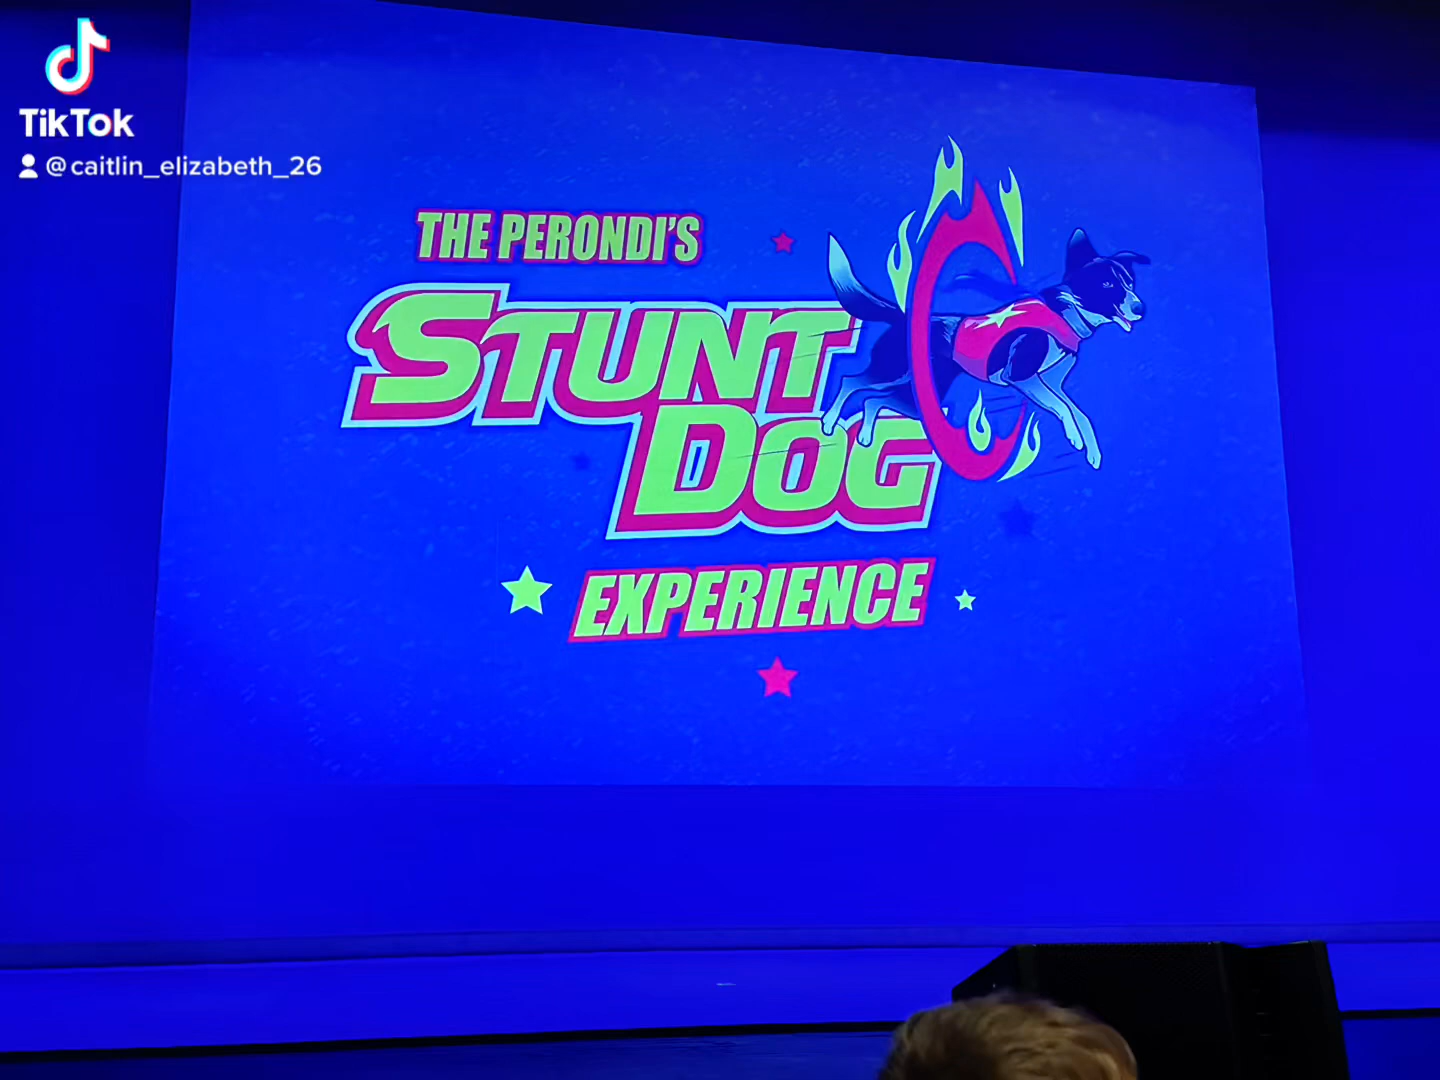 TikTok
@caitlin_elizabeth_26
THE PERONDI'S
STUNT
DOG
EXPERIENCE